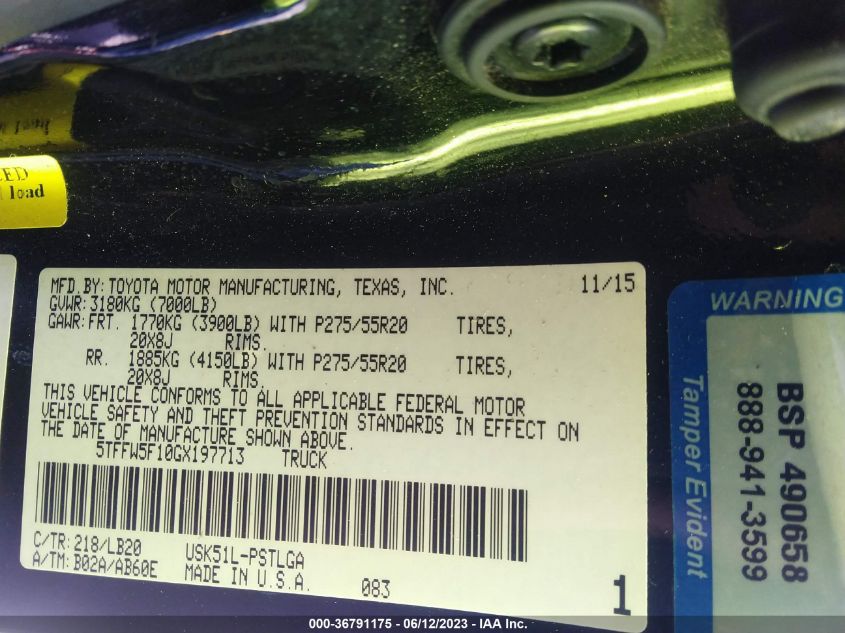 CED
load
MFD.BY: TOYOTA MOTOR MANUFACTURING, TEXAS, INC. 11/15
GVWR: 3180KG (7000LB)
GAWR: FRT. 1770KG (3900LB) WITH P275/55R20 TIRES,
20X8J RIMS.
RR. 1885KG (4150LB) WITH P275/55R20 TIRES,
20X8J RIMS.
THIS VEHICLE CONFORMS TO ALL APPLICABLE FEDERAL MOTOR
VEHICLE SAFETY AND THEFT PREVENTION STANDARDS IN EFFECT ON
THE DATE OF MANUFACTURE SHOWN ABOVE.
5TFFW5F10GX197713 TRUCK
C/TR: 218/LB20 USK51L-PSTLGA
A/TM: B02A/AB60E MADE IN U.S.A. 083 1
WARNING
Tamper Evident
BSP 490658
888-941-3599
000-36791175 - 06/12/2023 - IAA Inc.